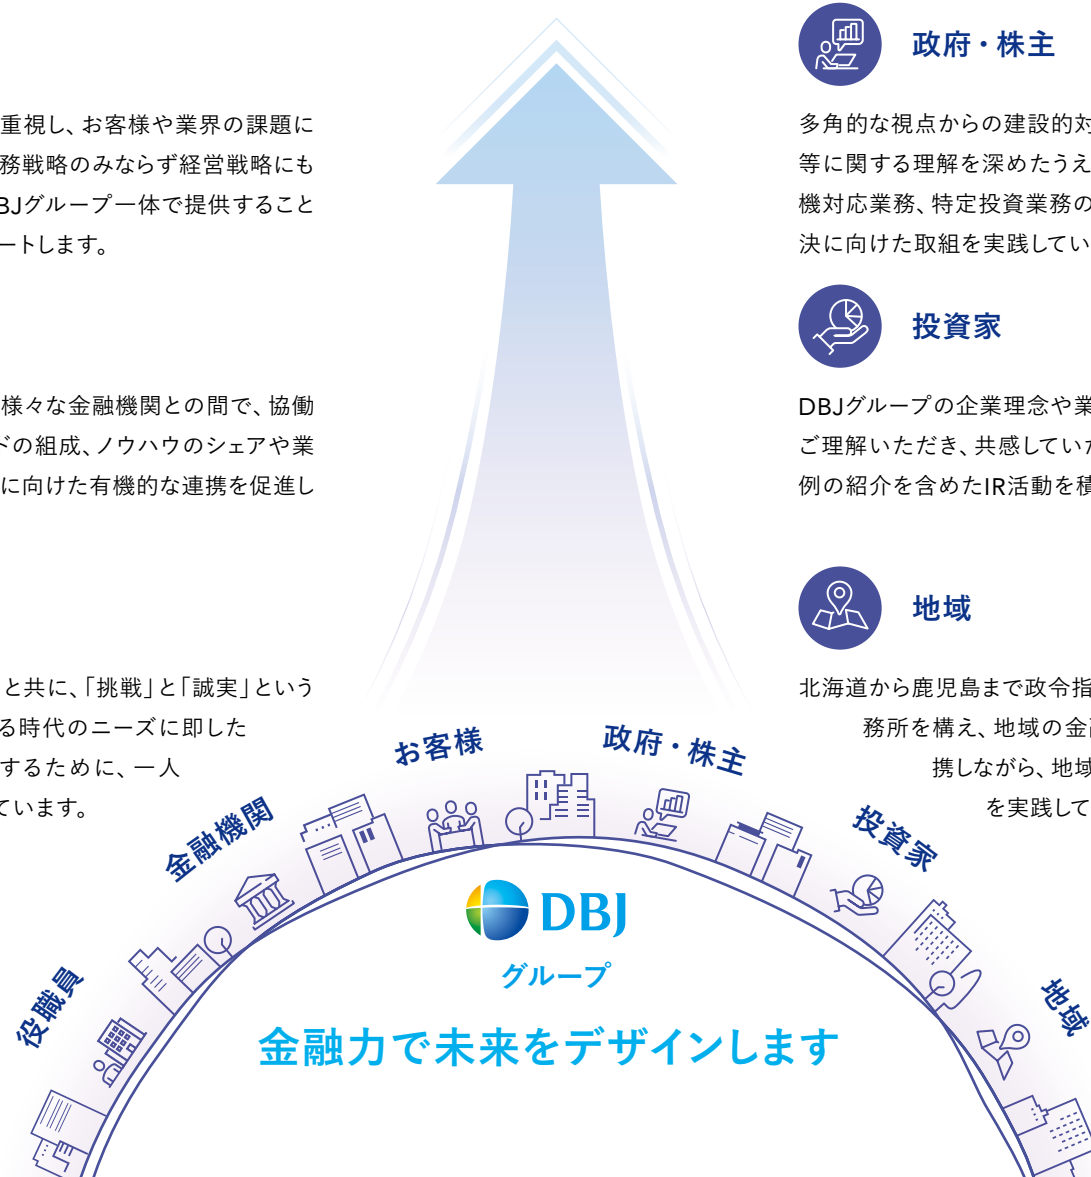 重視し、お客様や業界の課題に
務戦略のみならず経営戦略にも
BJグループ一体で提供すること
ートします。
様々な金融機関との間で、協働
ドの組成、ノウハウのシェアや業
に向けた有機的な連携を促進し
と共に、「挑戦」と「誠実」という
る時代のニーズに即した
するために、一人
ています。
政府・株主
多角的な視点からの建設的対
等に関する理解を深めたうえ
機対応業務、特定投資業務の
決に向けた取組を実践してい
投資家
DBJグループの企業理念や業
ご理解いただき、共感していた
例の紹介を含めたIR活動を積
地域
北海道から鹿児島まで政令指
務所を構え、地域の金融
携しながら、地域
を実践して
役職員
金融機関
お客様
政府・株主
投資家
地域
DBJ
グループ
金融力で未来をデザインします